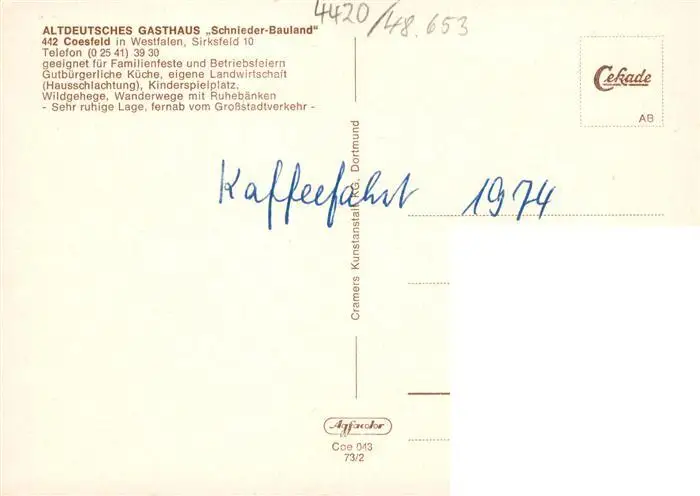 4420/48.653
ALTDEUTSCHES GASTHAUS „Schnieder-Bauland"
442 Coesfeld in Westfalen, Sirksfeld 10
Telefon (0 25 41) 39 30
geeignet für Familienfeste und Betriebsfeiern
Gutbürgerliche Küche, eigene Landwirtschaft
(Hausschlachtung), Kinderspielplatz.
Wildgehege, Wanderwege mit Ruhebänken
- Sehr ruhige Lage, fernab vom Großstadtverkehr -
Cekade
AB
Kaffeefahrt 1974
Cramers Kunstanstalt KG, Dortmund
Agfacolor
Coe 043
73/2